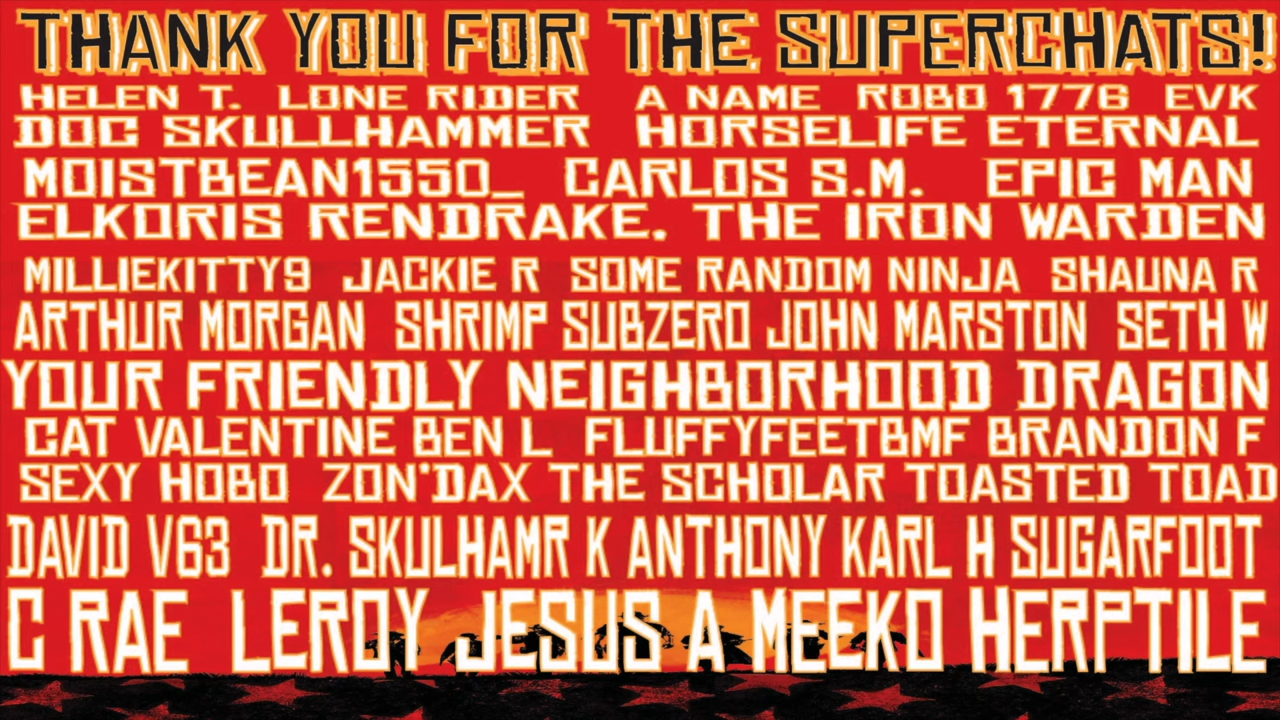 THANK YOU FOR THE SUPERCHATS!
HELEN T. LONE RIDER A NAME ROBO 1776 EVK
DOC SKULLHAMMER HORSELIFE ETERNAL
MOISTBEAN1550_ CARLOS S.M. EPIC MAN
ELKORIS RENDRAKE. THE IRON WARDEN
MILLIEKITTY9 JACKIE R SOME RANDOM NINJA SHAUNA R
ARTHUR MORGAN SHRIMP SUBZERO JOHN MARSTON SETH W
YOUR FRIENDLY NEIGHBORHOOD DRAGON
CAT VALENTINE BEN L FLUFFYFEETBMF BRANDON F
SEXY HOBO ZON'DAX THE SCHOLAR TOASTED TOAD
DAVID V63 DR. SKULHAMR K ANTHONY KARL H SUGARFOOT
C RAE LEROY JESUS A MEEKO HERPTILE